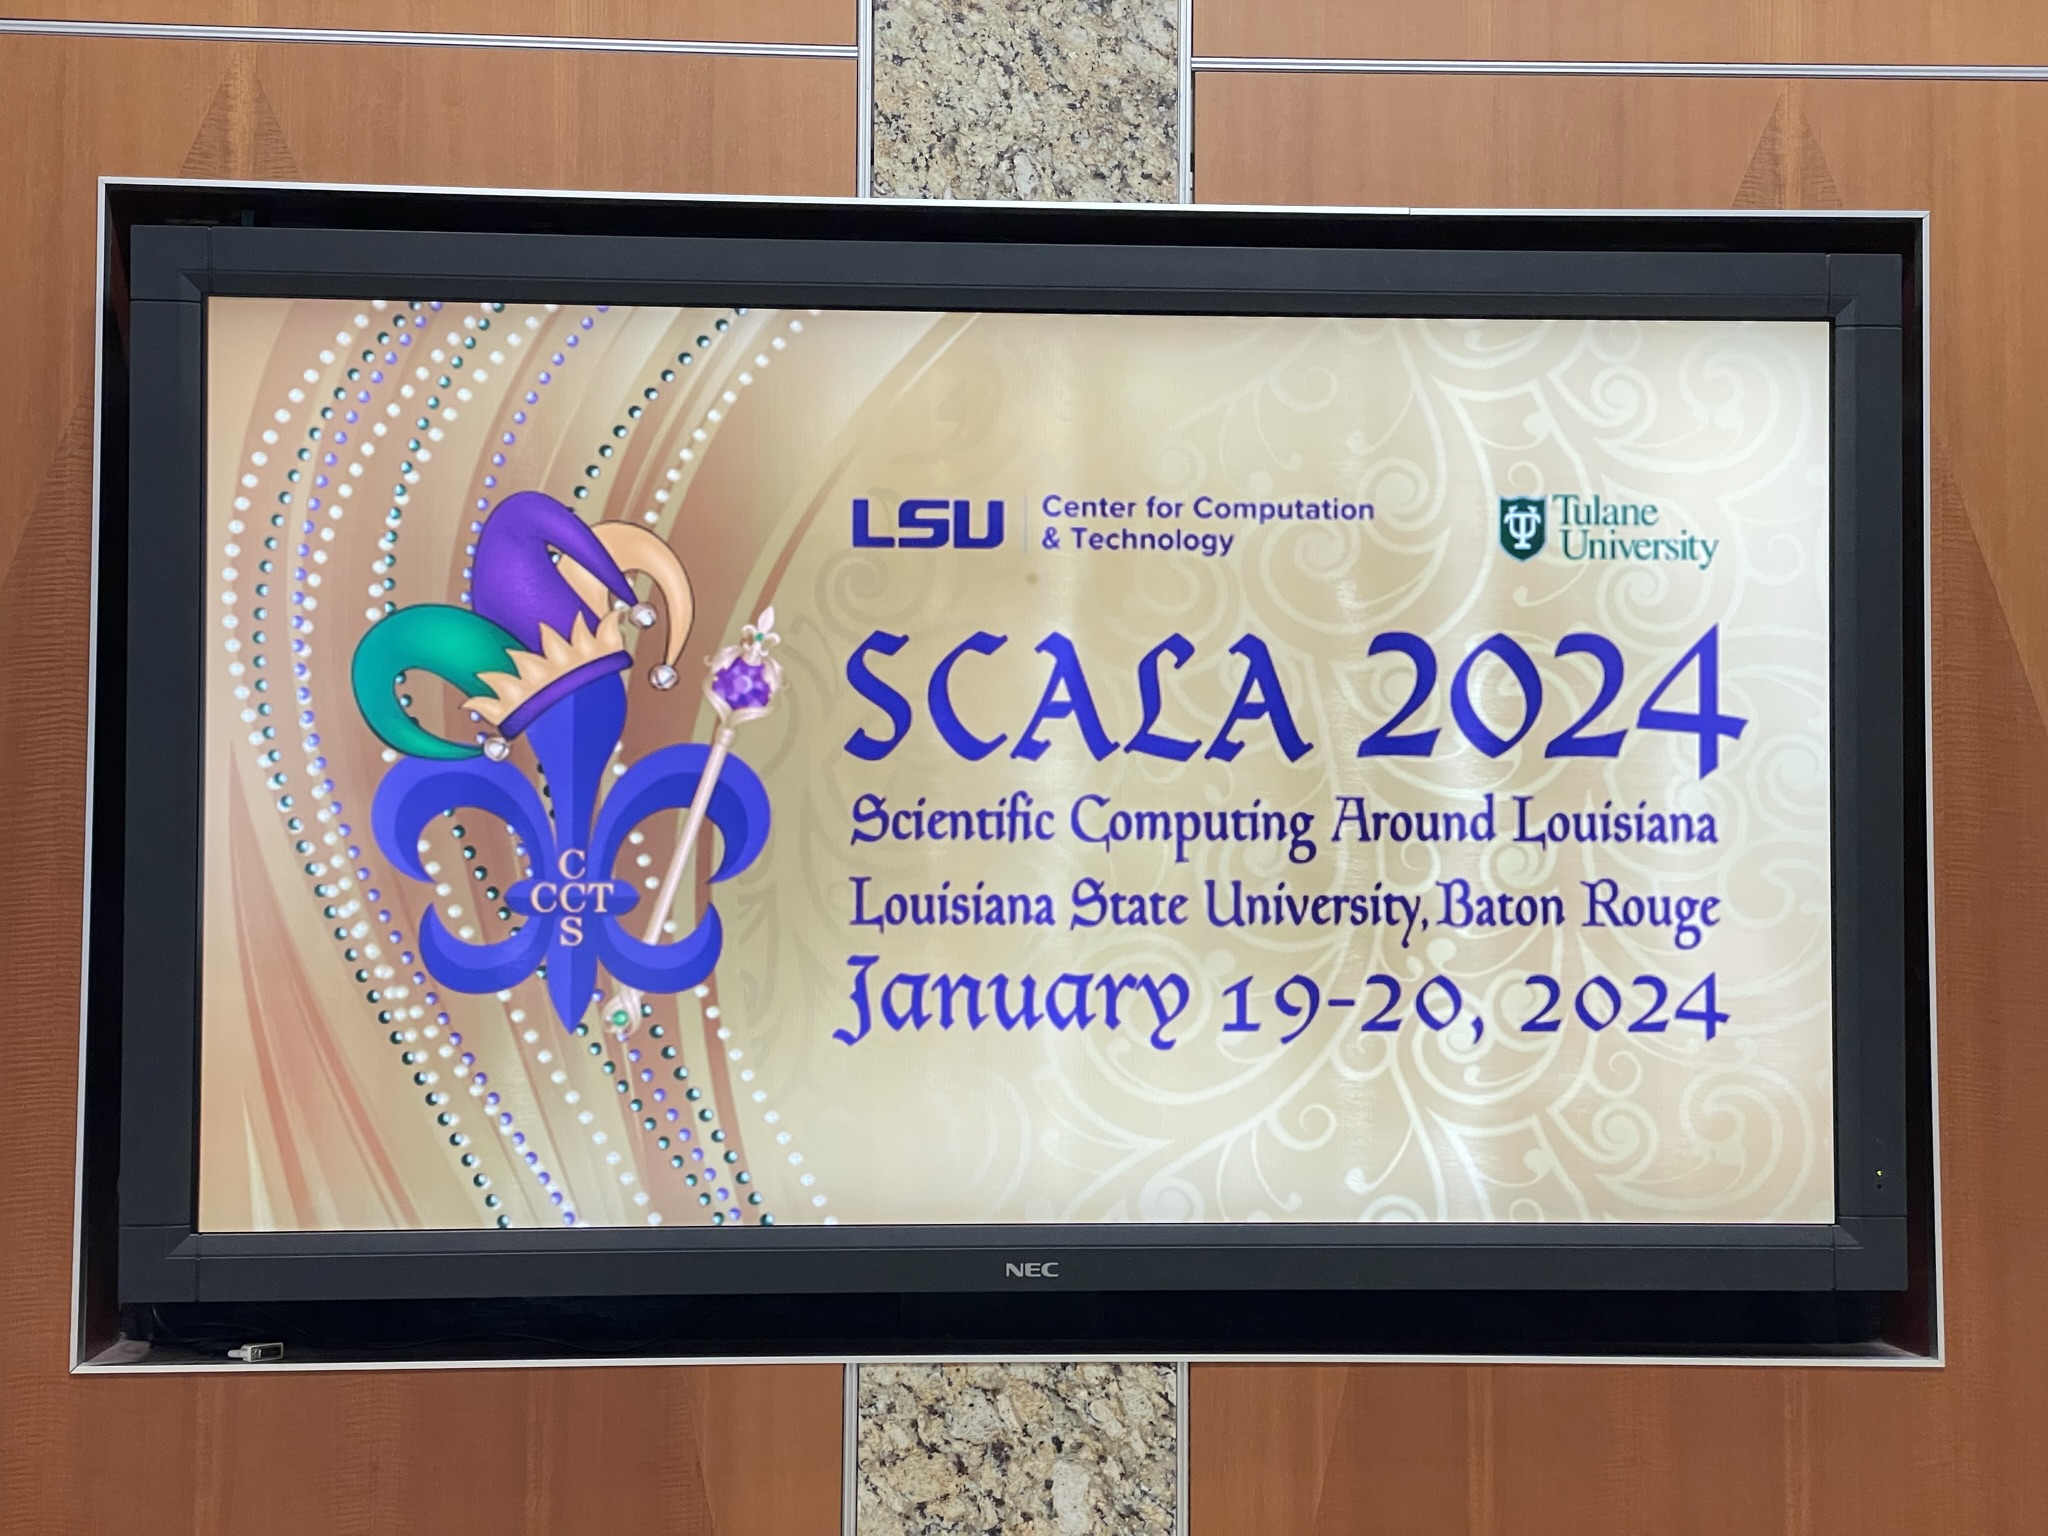 LSU
Center for Computation
& Technology
Tulane
University
SCALA 2024
Scientific Computing Around Louisiana
Louisiana State University, Baton Rouge
January 19-20, 2024
C
CCT
S
NEC